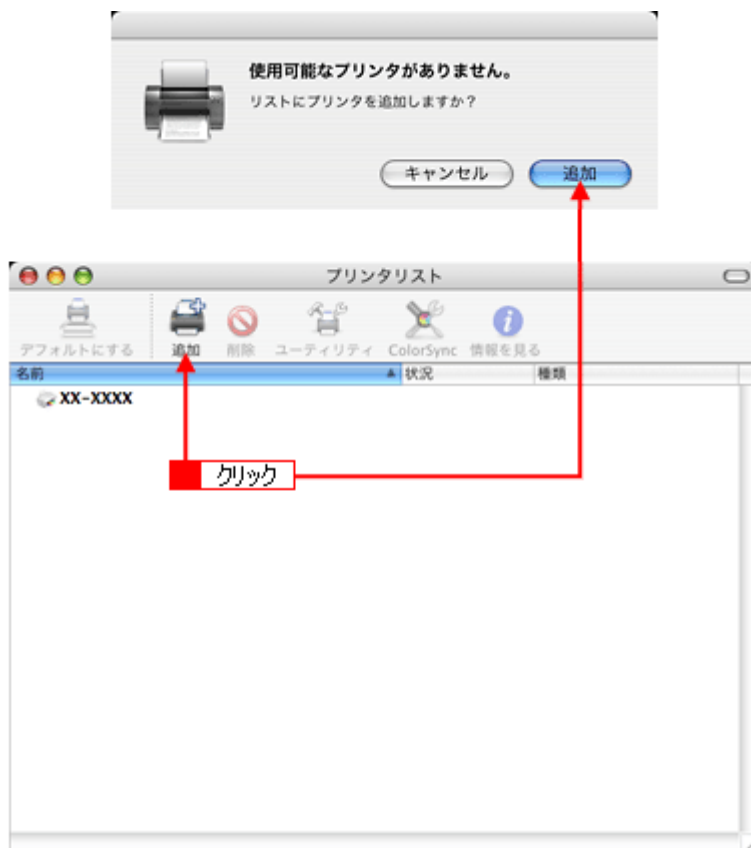 使用可能なプリンタがありません。
リストにプリンタを追加しますか？
キャンセル 追加
プリンタリスト
デフォルトにする 追加 削除 ユーティリティ ColorSync 情報を見る
名前 状況 種類
XX-XXXX
クリック